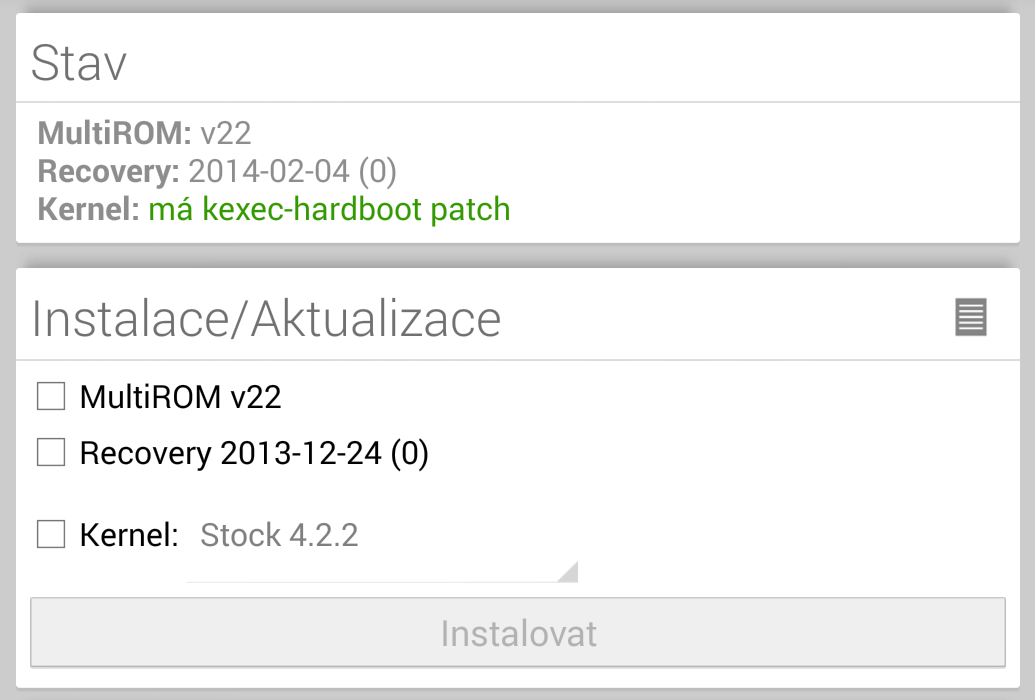 Stav
MultiROM: v22
Recovery: 2014-02-04 (0)
Kernel: má kexec-hardboot patch
Instalace/Aktualizace
MultiROM v22
Recovery 2013-12-24 (0)
Kernel: Stock 4.2.2
Instalovat